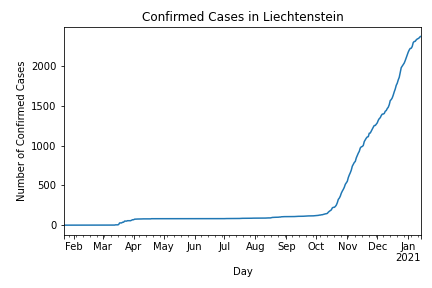 Confirmed Cases in Liechtenstein
Number of Confirmed Cases
2000
1500
1000
500
0
Feb Mar Apr May Jun Jul Aug Sep Oct Nov Dec Jan
2021
Day